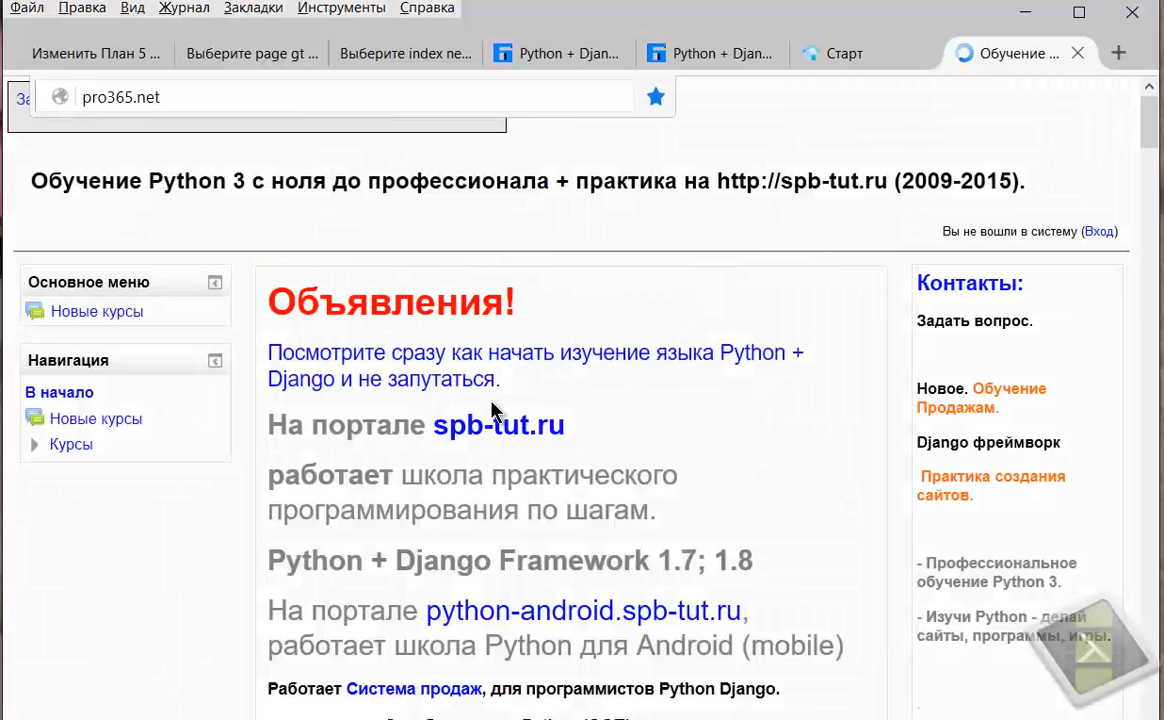 Файл Правка Вид Журнал Закладки Инструменты Справка
Изменить План 5 ... Выберите page gt ... Выберите index ne... Python + Djan... Python + Djan... Старт Обучение ...
pro365.net
Обучение Python 3 с ноля до профессионала + практика на http://spb-tut.ru (2009-2015).
Вы не вошли в систему (Вход)
Основное меню
Новые курсы
Навигация
В начало
Новые курсы
Курсы
Объявления!
Посмотрите сразу как начать изучение языка Python +
Django и не запутаться.
На портале spb-tut.ru
работает школа практического
программирования по шагам.
Python + Django Framework 1.7; 1.8
На портале python-android.spb-tut.ru,
работает школа Python для Android (mobile)
Работает Система продаж, для программистов Python Django.
Контакты:
Задать вопрос.
Новое. Обучение
Продажам.
Django фреймворк
Практика создания
сайтов.
- Профессиональное
обучение Python 3.
- Изучи Python - делай
сайты, программы, игры.